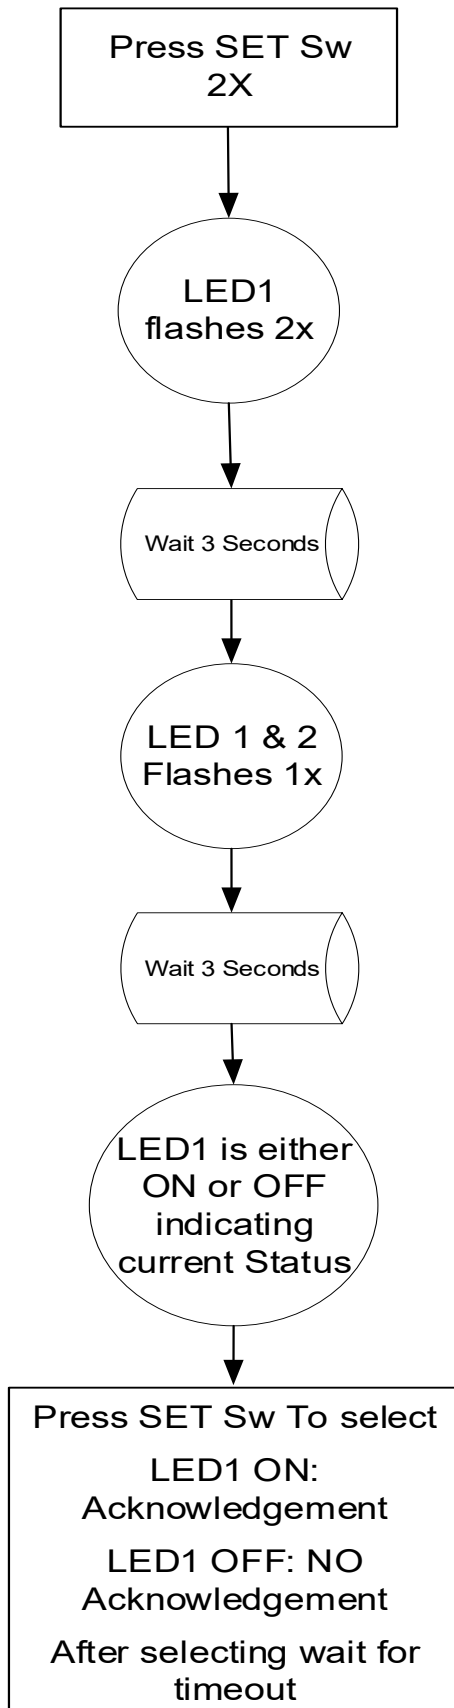 Press SET Sw
2X
LED1
flashes 2x
Wait 3 Seconds
LED 1 & 2
Flashes 1x
Wait 3 Seconds
LED1 is either
ON or OFF
indicating
current Status
Press SET Sw To select
LED1 ON:
Acknowledgement
LED1 OFF: NO
Acknowledgement
After selecting wait for
timeout